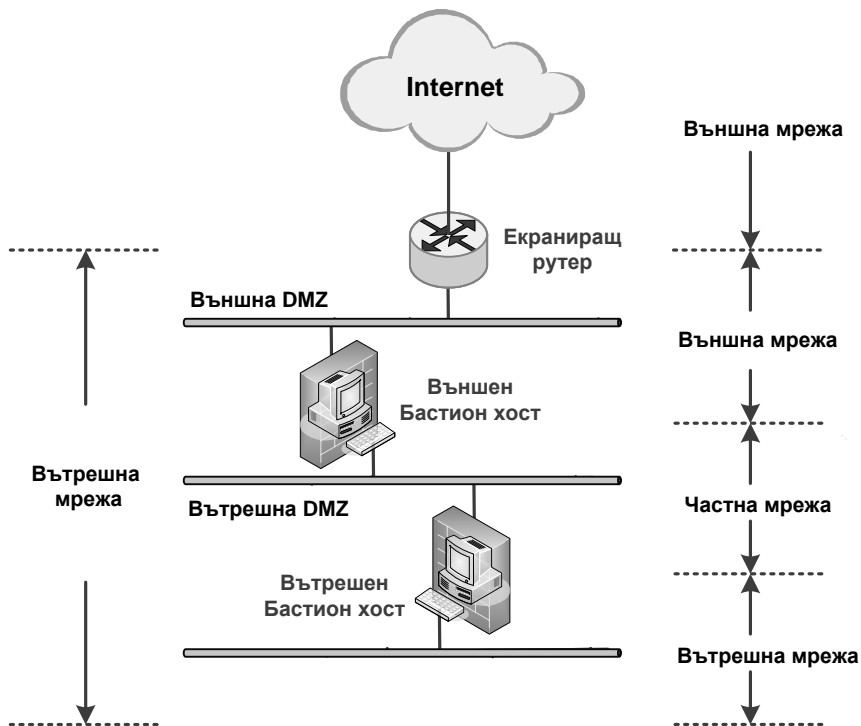 Internet
Външна мрежа
Екраниращ
рутер
Външна DMZ
Външна мрежа
Външен
Бастион хост
Вътрешна
мрежа
Вътрешна DMZ
Частна мрежа
Вътрешен
Бастион хост
Вътрешна мрежа